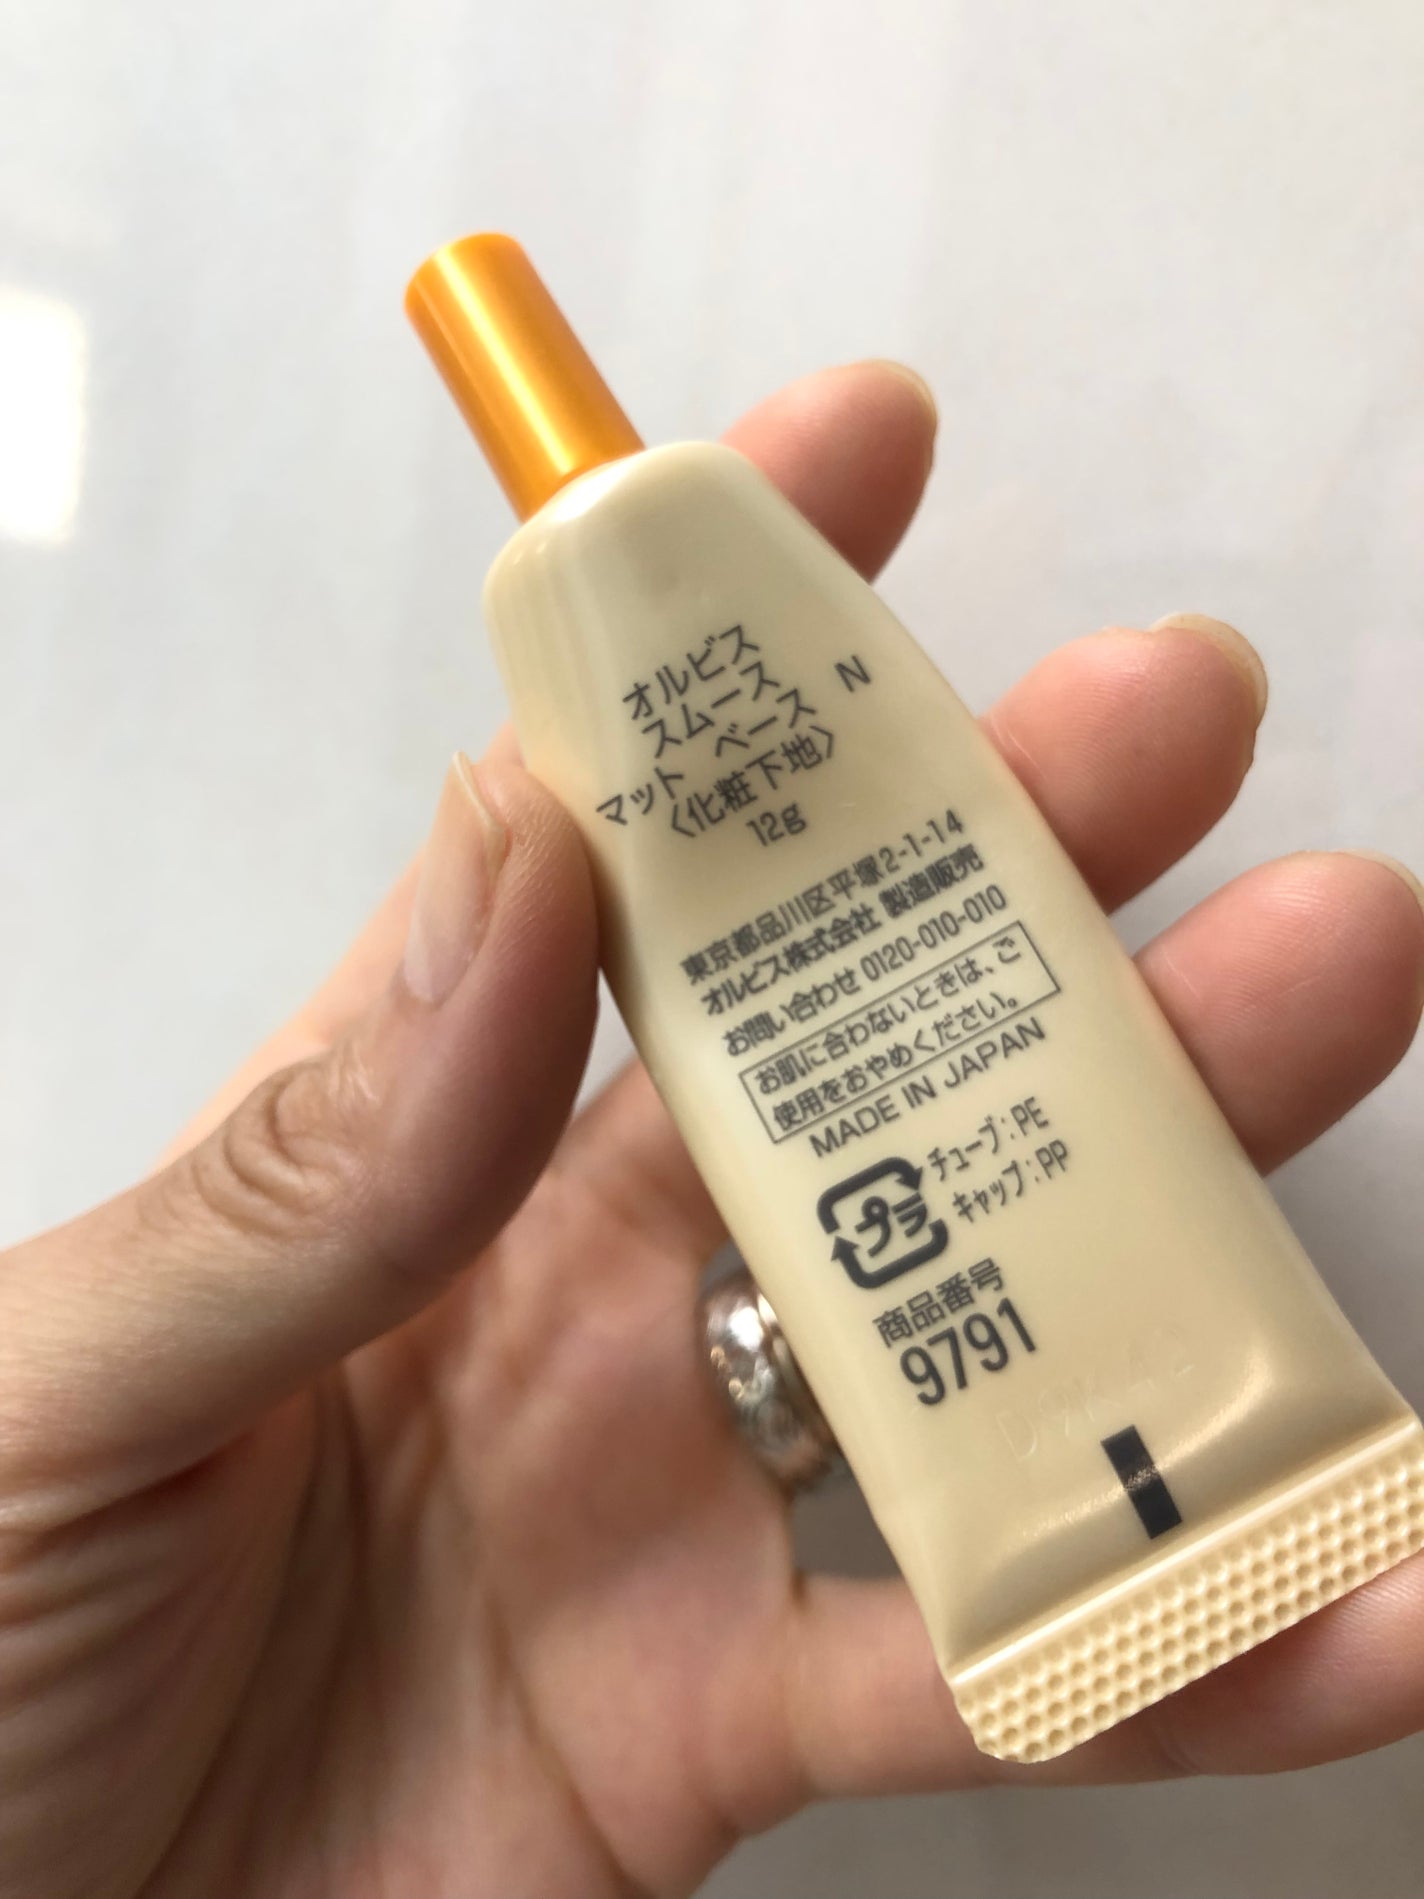 オルビス
スムース
マット ベース N
〈化粧下地〉
12g
東京都品川区平塚2-1-14
オルビス株式会社 製造販売
お問い合わせ 0120-010-010
お肌に合わないときは、ご
使用をおやめください。
MADE IN JAPAN
プラ
チューブ：PE
キャップ：PP
商品番号
9791
D9K42